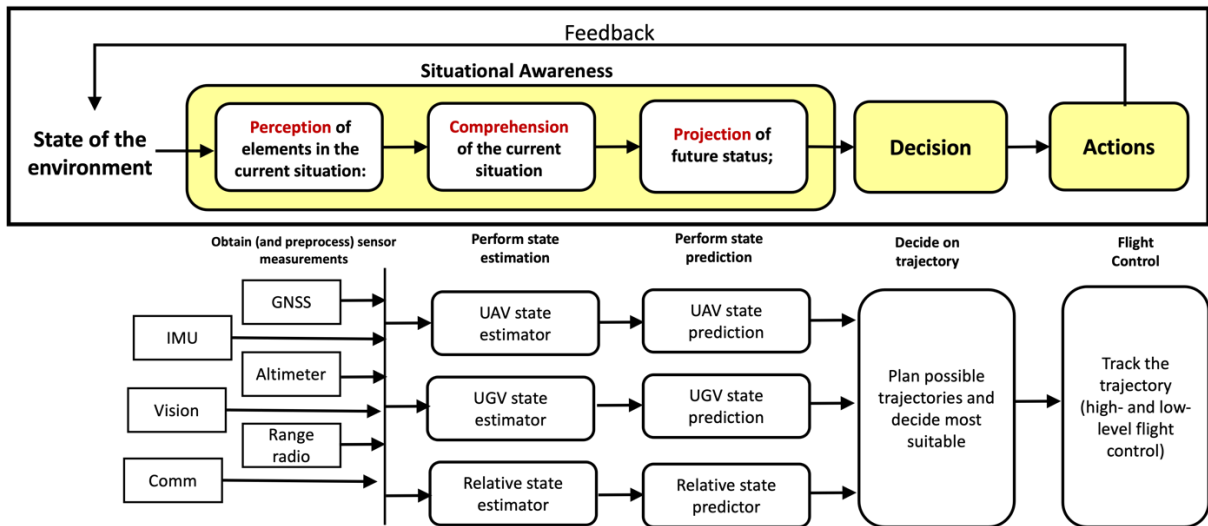 Feedback
Situational Awareness
State of the
environment
Perception of
elements in the
current situation:
Comprehension
of the current
situation
Projection of
future status;
Decision
Actions
Obtain (and preprocess) sensor
measurements
Perform state
estimation
Perform state
prediction
Decide on
trajectory
Flight
Control
GNSS
IMU
Altimeter
Vision
Range
radio
Comm
UAV state
estimator
UAV state
prediction
UGV state
estimator
UGV state
prediction
Relative state
estimator
Relative state
predictor
Plan possible
trajectories and
decide most
suitable
Track the
trajectory
(high- and low-
level flight
control)